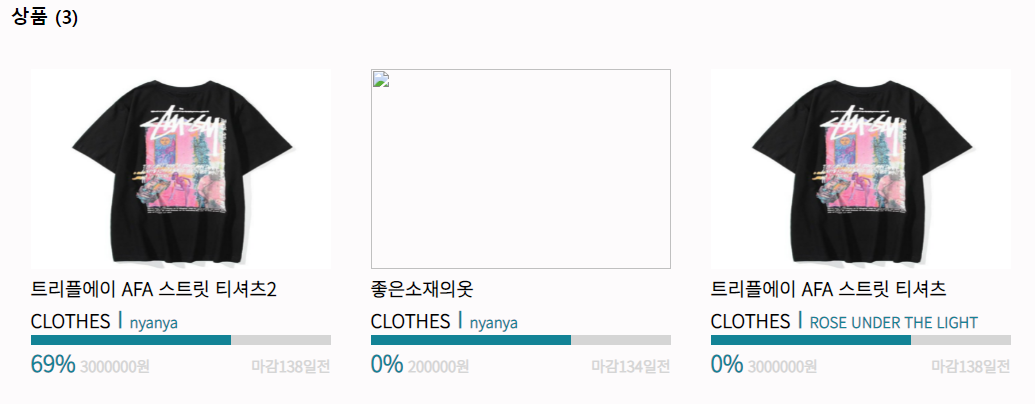 상품 (3)
STUSSY
STUSSY
트리플에이 AFA 스트릿 티셔츠2
좋은소재의옷
트리플에이 AFA 스트릿 티셔츠
CLOTHES | nyanya
CLOTHES | nyanya
CLOTHES | ROSE UNDER THE LIGHT
69% 3000000원 마감138일전
0% 200000원 마감134일전
0% 3000000원 마감138일전